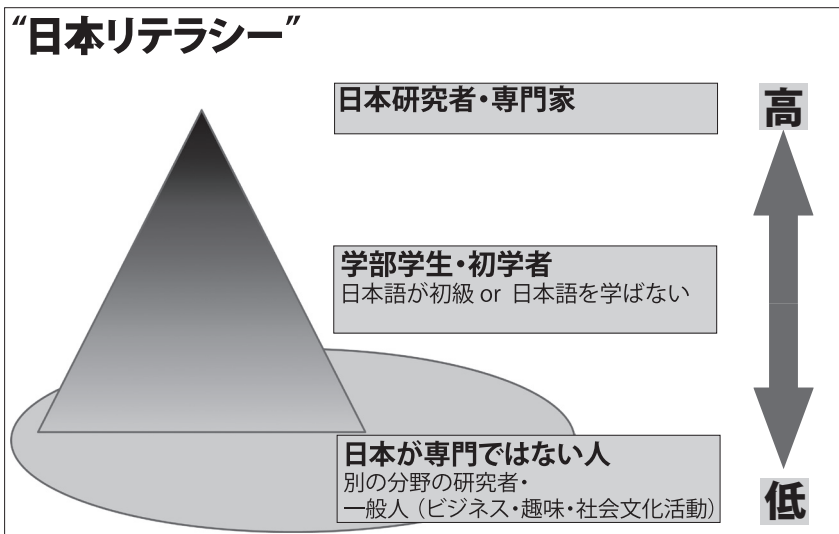 “日本リテラシー”
日本研究者・専門家
高
学部学生・初学者
日本語が初級 or 日本語を学ばない
日本が専門ではない人
別の分野の研究者・
一般人（ビジネス・趣味・社会文化活動）
低